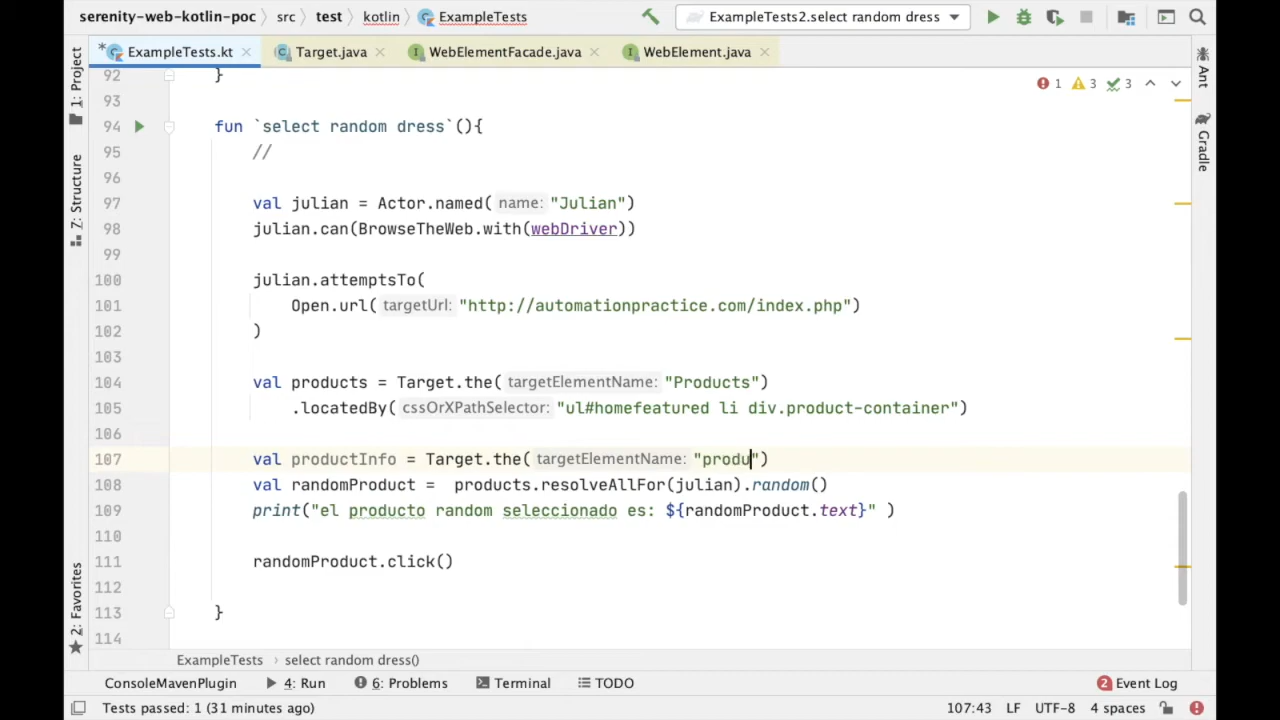 serenity-web-kotlin-poc src test kotlin ExampleTests ExampleTests2.select random dress
*ExampleTests.kt Target.java WebElementFacade.java WebElement.java
92 }
93 1 3 3
94 fun `select random dress`(){
95 //
96
97 val julian = Actor.named( name: "Julian")
98 julian.can(BrowseTheWeb.with(webDriver))
99
100 julian.attemptsTo(
101 Open.url( targetUrl: "http://automationpractice.com/index.php")
102 )
103
104 val products = Target.the( targetElementName: "Products")
105 .locatedBy( cssOrXPathSelector: "ul#homefeatured li div.product-container")
106
107 val productInfo = Target.the( targetElementName: "produ")
108 val randomProduct =  products.resolveAllFor(julian).random()
109 print("el producto random seleccionado es: ${randomProduct.text}" )
110
111 randomProduct.click()
112
113 }
114
1: Project
7: Structure
2: Favorites
Ant
Gradle
ExampleTests select random dress()
ConsoleMavenPlugin 4: Run 6: Problems Terminal TODO 2 Event Log
Tests passed: 1 (31 minutes ago) 107:43 LF UTF-8 4 spaces